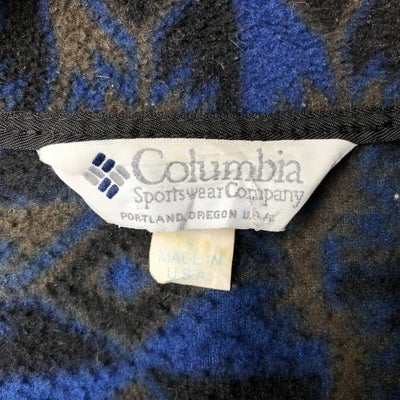 Columbia
Sportswear Company
PORTLAND, OREGON U.S.A.
MADE IN
U.S.A.